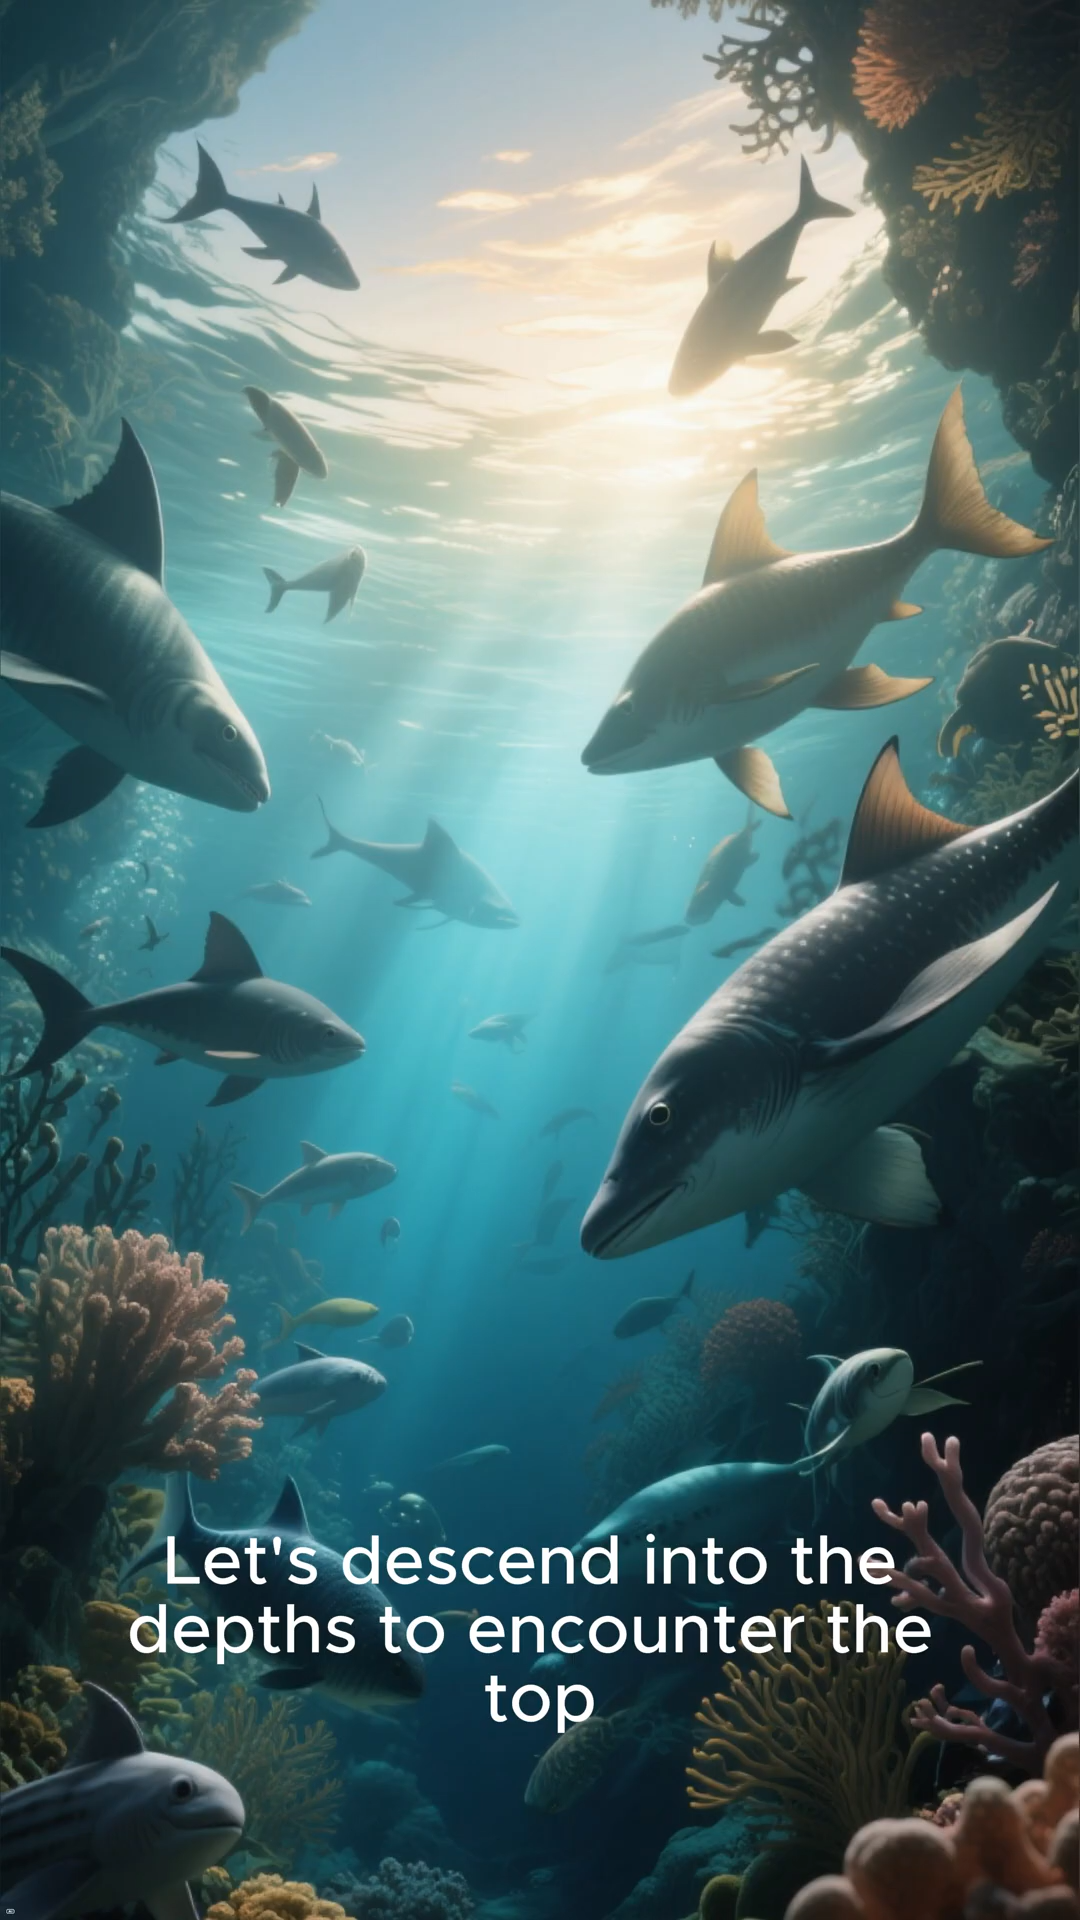 Let's descend into the
depths to encounter the
top